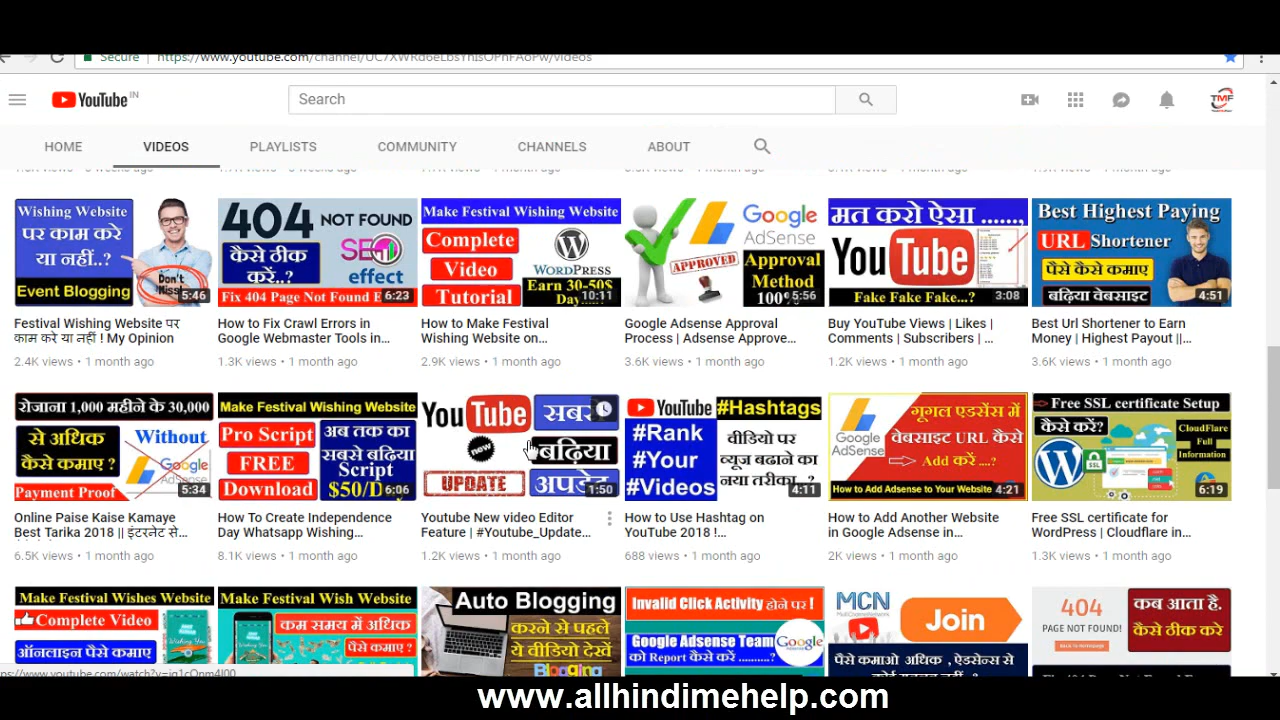 Secure https://www.youtube.com/channel/UC7XWRd6eLbsYhIsOPhFAoPw/videos
YouTube IN
Search
TMF
HOME VIDEOS PLAYLISTS COMMUNITY CHANNELS ABOUT
Wishing Website
पर काम करे
या नहीं..?
Don't
Event Blogging
5:46
404 NOT FOUND
कैसे ठीक
करें..?
SEO
effect
Fix 404 Page Not Found
6:23
Make Festival Wishing Website
Complete
Video
Tutorial
WORDPRESS
Earn 30-50$
10:11
Google
AdSense
APPROVED
Approval
Method
100%
5:56
मत करो ऐसा .......,
YouTube
Fake Fake Fake...?
3:08
Best Highest Paying
URL Shortener
पैसे कैसे कमाए
बढ़िया वेबसाइट
4:51
Festival Wishing Website पर
काम करे या नहीं ! My Opinion
2.4K views • 1 month ago
How to Fix Crawl Errors in
Google Webmaster Tools in...
1.3K views • 1 month ago
How to Make Festival
Wishing Website on...
2.9K views • 1 month ago
Google Adsense Approval
Process | Adsense Approve...
3.6K views • 1 month ago
Buy YouTube Views | Likes |
Comments | Subscribers | ...
1.2K views • 1 month ago
Best Url Shortener to Earn
Money | Highest Payout ||...
3.6K views • 1 month ago
रोजाना 1,000 महीने के 30,000
से अधिक
कैसे कमाए ?
Without
Google
AdSense
Payment Proof
5:34
Make Festival Wishing Website
Pro Script
FREE
Download
अब तक का
सबसे बढ़िया
Script
$50/D
6:06
YouTube
new
UPDATE
सबसे
बढ़िया
अपडेट
1:50
YouTube #Hashtags
#Rank
#Your
#Videos
वीडियो पर
व्यूज बढाने का
नया तरीका..?
4:11
Google
AdSense
गूगल एडसेंस में
वेबसाइट URL कैसे
Add करें ....?
How to Add Adsense to Your Website
4:21
Free SSL certificate Setup
कैसे करें?
CloudFlare
Full
Information
6:19
Online Paise Kaise Kamaye
Best Tarika 2018 || इंटरनेट से...
6.5K views • 1 month ago
How To Create Independence
Day Whatsapp Wishing...
8.1K views • 1 month ago
Youtube New video Editor
Feature | #Youtube_Update...
1.2K views • 1 month ago
How to Use Hashtag on
YouTube 2018 !...
688 views • 1 month ago
How to Add Another Website
in Google Adsense in...
2K views • 1 month ago
Free SSL certificate for
WordPress | Cloudflare in...
1.3K views • 1 month ago
Make Festival Wishes Website
Complete Video
ऑनलाइन पैसे कमाए
Make Festival Wish Website
कम समय में अधिक
पैसे कमाए ?
Auto Blogging
करने से पहले
ये वीडियो देखें
Blogging
Invalid Click Activity होने पर !
Google Adsense Team
को Report कैसे करें ..........?
Google
MCN
Join
पैसे कमाओ अधिक , ऐडसेन्स से
404
PAGE NOT FOUND!
कब आता है.
कैसे ठीक करे
www.allhindimehelp.com